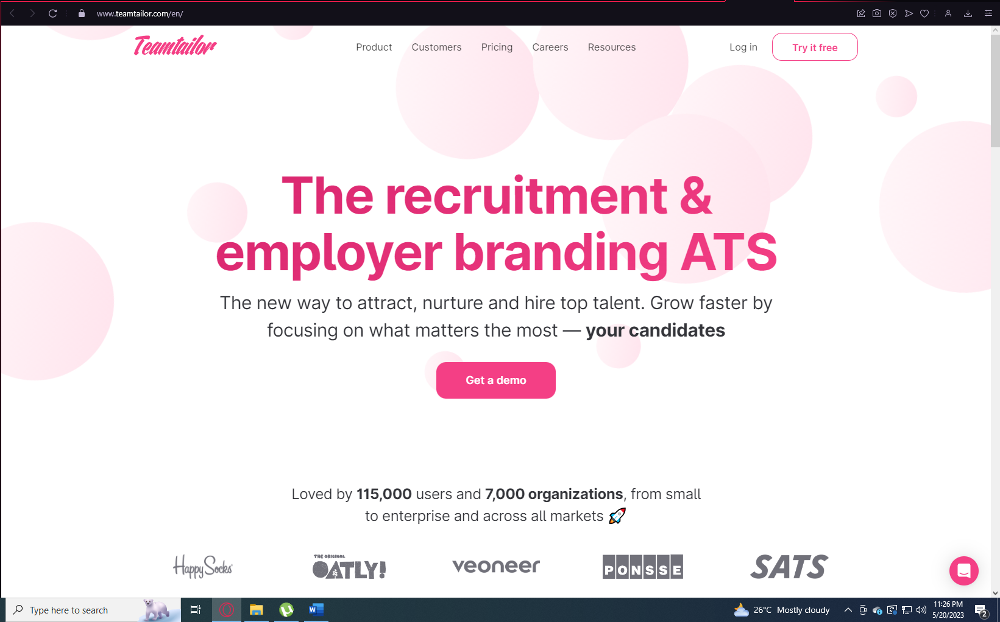 www.teamtailor.com/en/
Teamtailor
Product Customers Pricing Careers Resources
Log in
Try it free
The recruitment &
employer branding ATS
The new way to attract, nurture and hire top talent. Grow faster by
focusing on what matters the most — your candidates
Get a demo
Loved by 115,000 users and 7,000 organizations, from small
to enterprise and across all markets 🚀
Happy Socks
THE ORIGINAL
OATLY!
veoneer
PONSSE
SATS
Type here to search
26°C Mostly cloudy
11:26 PM
5/20/2023
2